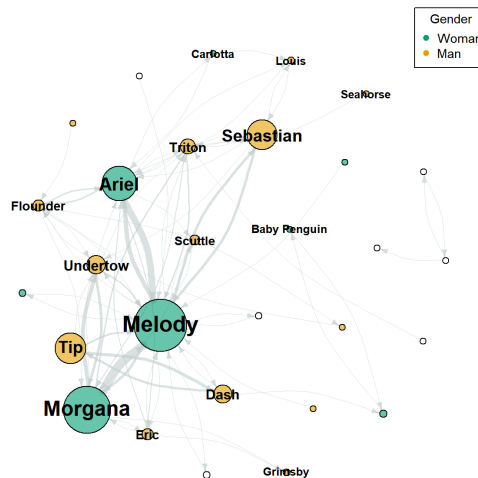 Gender
Woman
Man
Carlotta
Louis
Seahorse
Sebastian
Triton
Ariel
Flounder
Baby Penguin
Scuttle
Undertow
Melody
Tip
Dash
Morgana
Eric
Grimsby